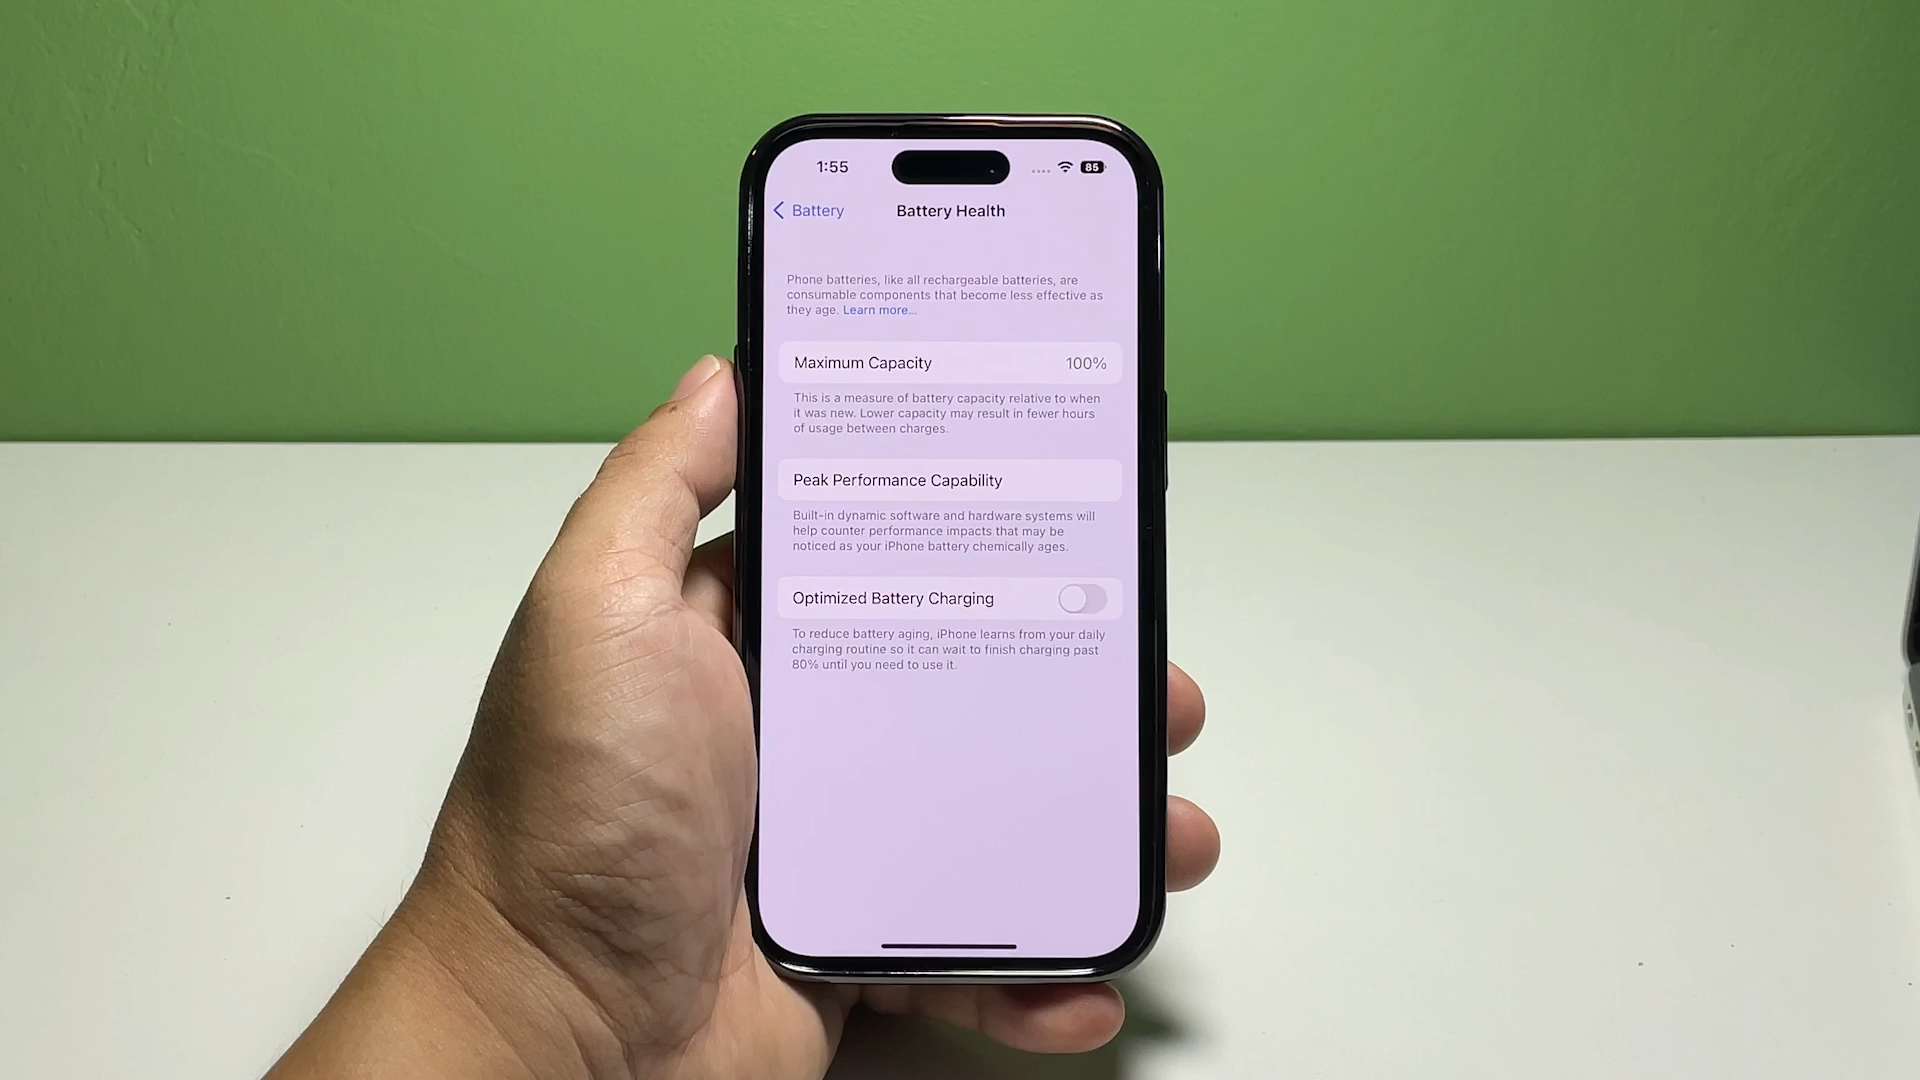 1:55
85
Battery
Battery Health
Phone batteries, like all rechargeable batteries, are
consumable components that become less effective as
they age. Learn more...
Maximum Capacity 100%
This is a measure of battery capacity relative to when
it was new. Lower capacity may result in fewer hours
of usage between charges.
Peak Performance Capability
Built-in dynamic software and hardware systems will
help counter performance impacts that may be
noticed as your iPhone battery chemically ages.
Optimized Battery Charging
To reduce battery aging, iPhone learns from your daily
charging routine so it can wait to finish charging past
80% until you need to use it.